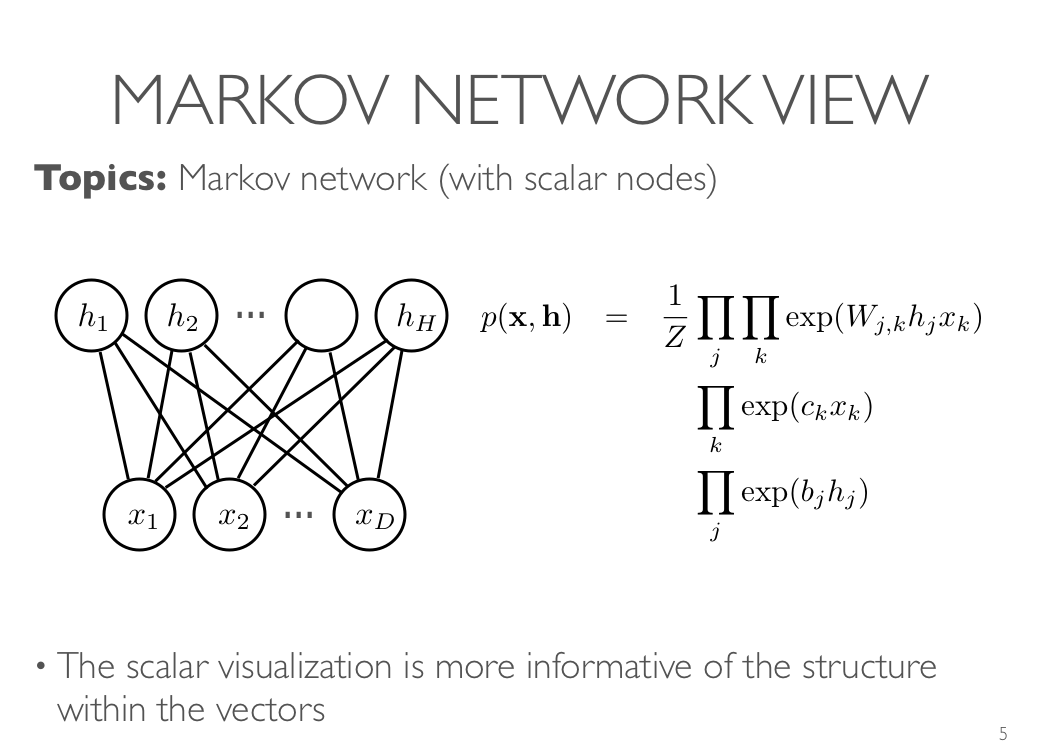 MARKOV NETWORK VIEW
Topics: Markov network (with scalar nodes)
h_1 h_2 ... h_H
p(x, h) = \frac{1}{Z} \prod_j \prod_k exp(W_{j,k} h_j x_k)
\prod_k exp(c_k x_k)
\prod_j exp(b_j h_j)
x_1 x_2 ... x_D
• The scalar visualization is more informative of the structure
within the vectors
5